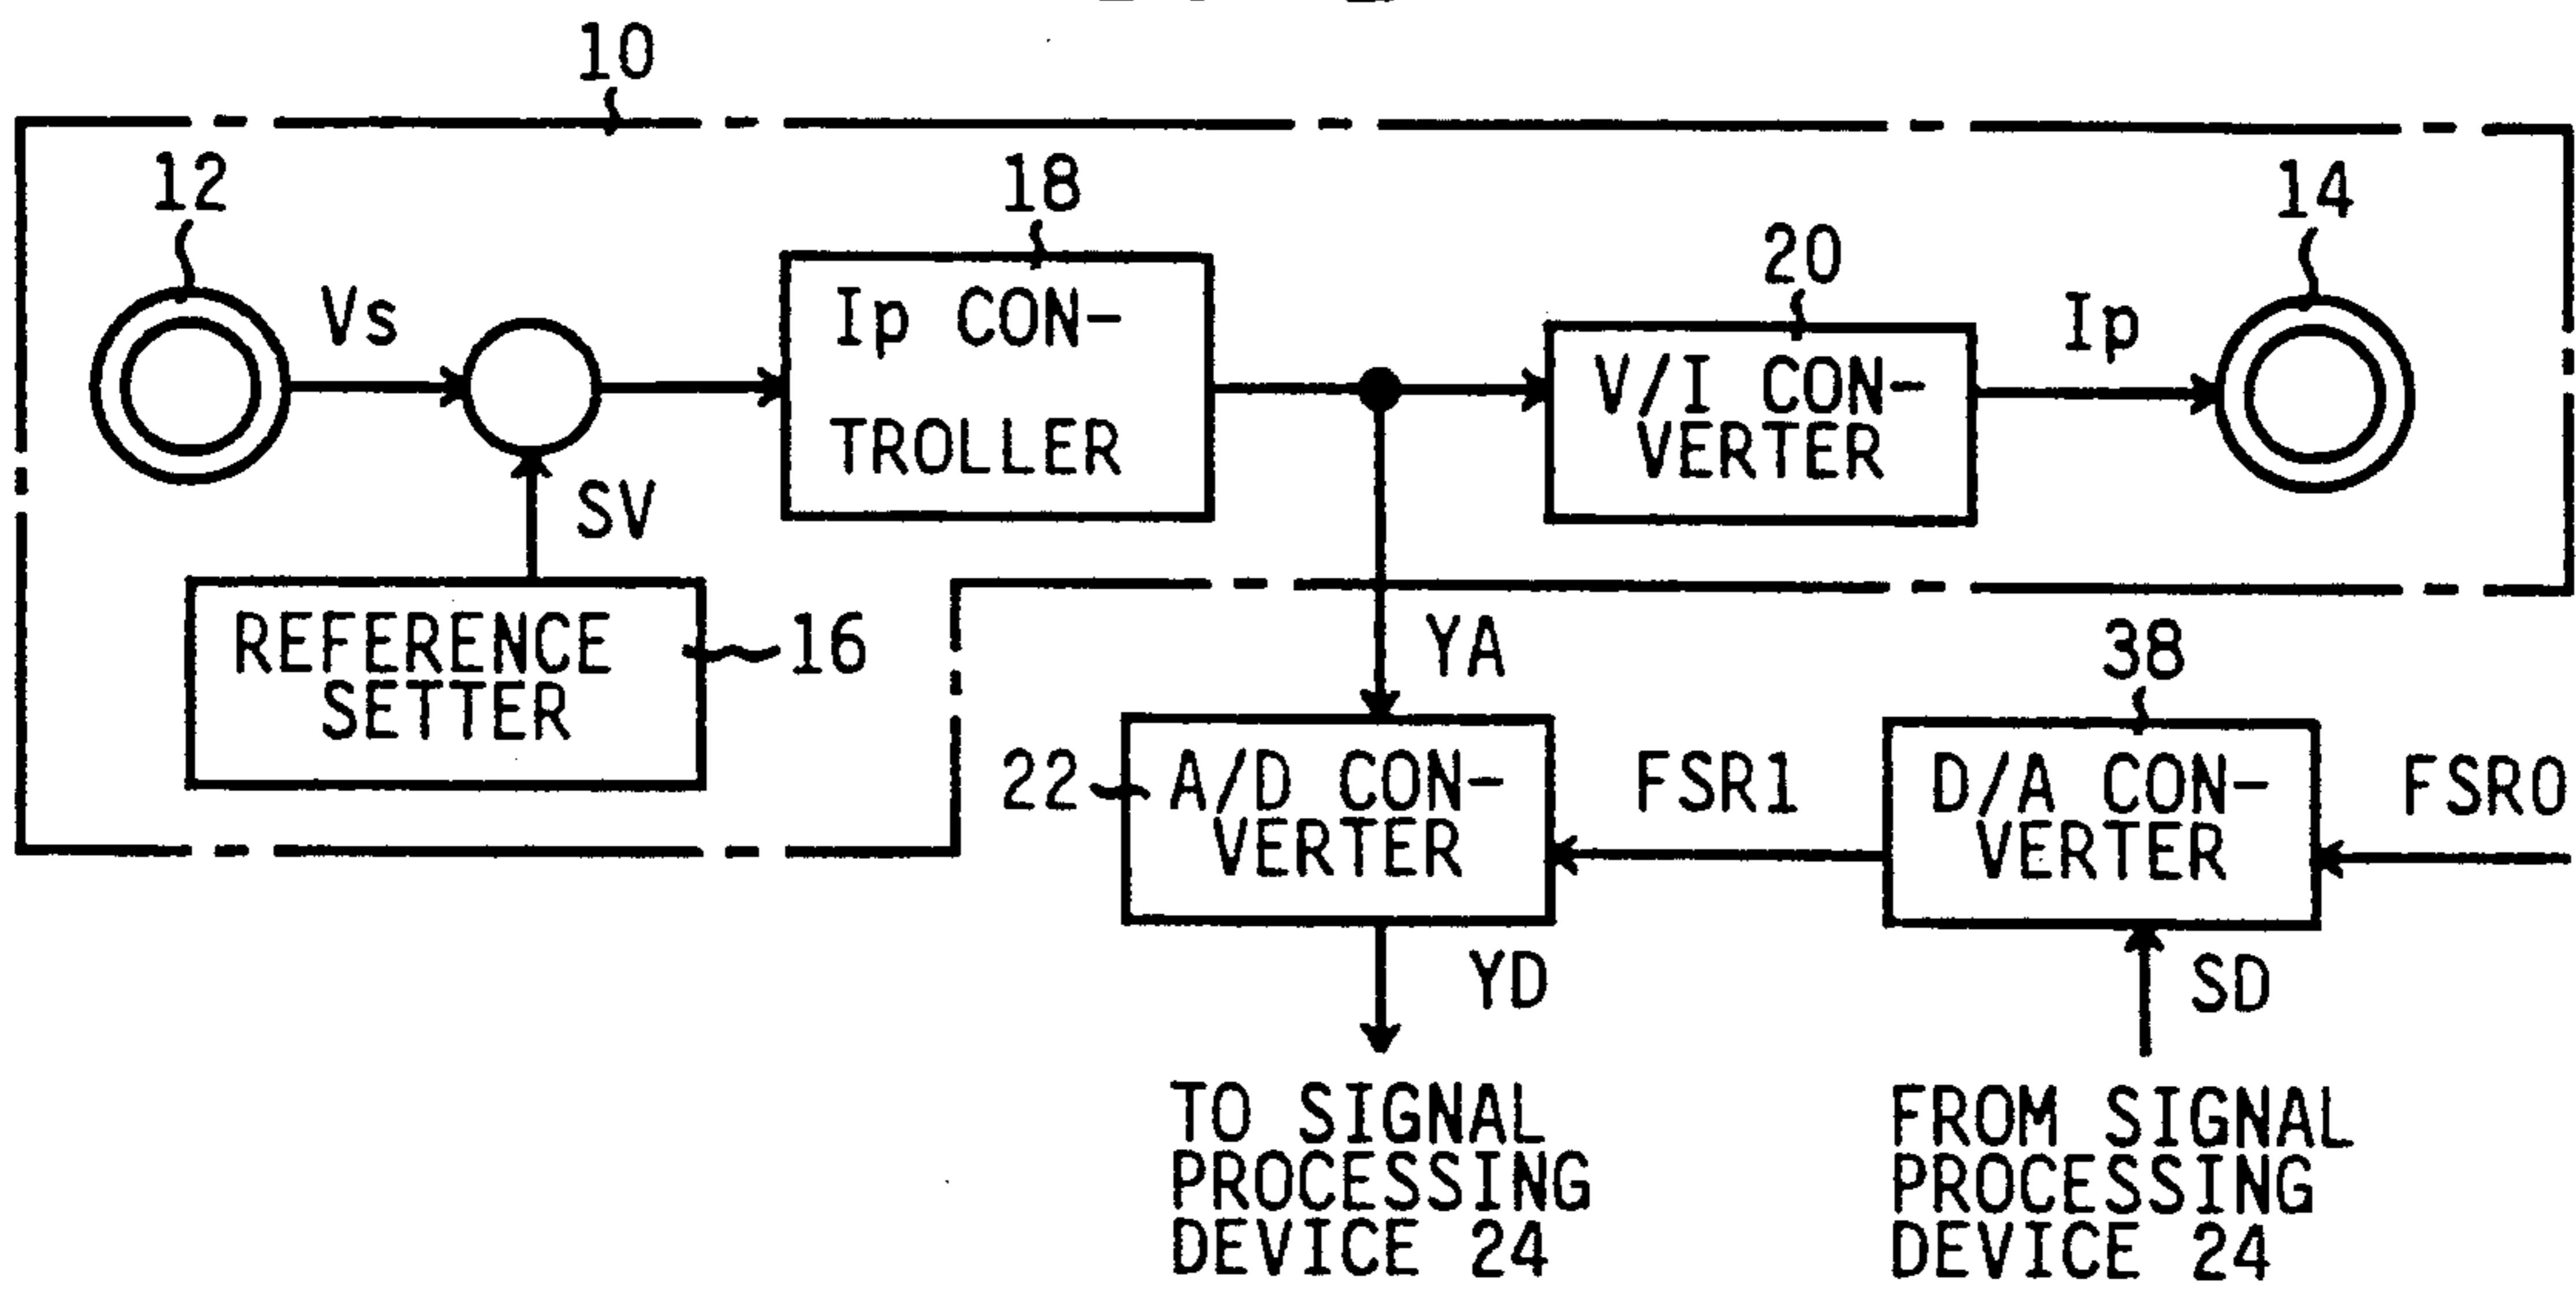 10
12
18
14
20
Vs
Ip CON-
TROLLER
Ip
V/I CON-
VERTER
SV
REFERENCE
SETTER
16
YA
38
22
A/D CON-
VERTER
FSR1
D/A CON-
VERTER
FSR0
YD
SD
TO SIGNAL
PROCESSING
DEVICE 24
FROM SIGNAL
PROCESSING
DEVICE 24